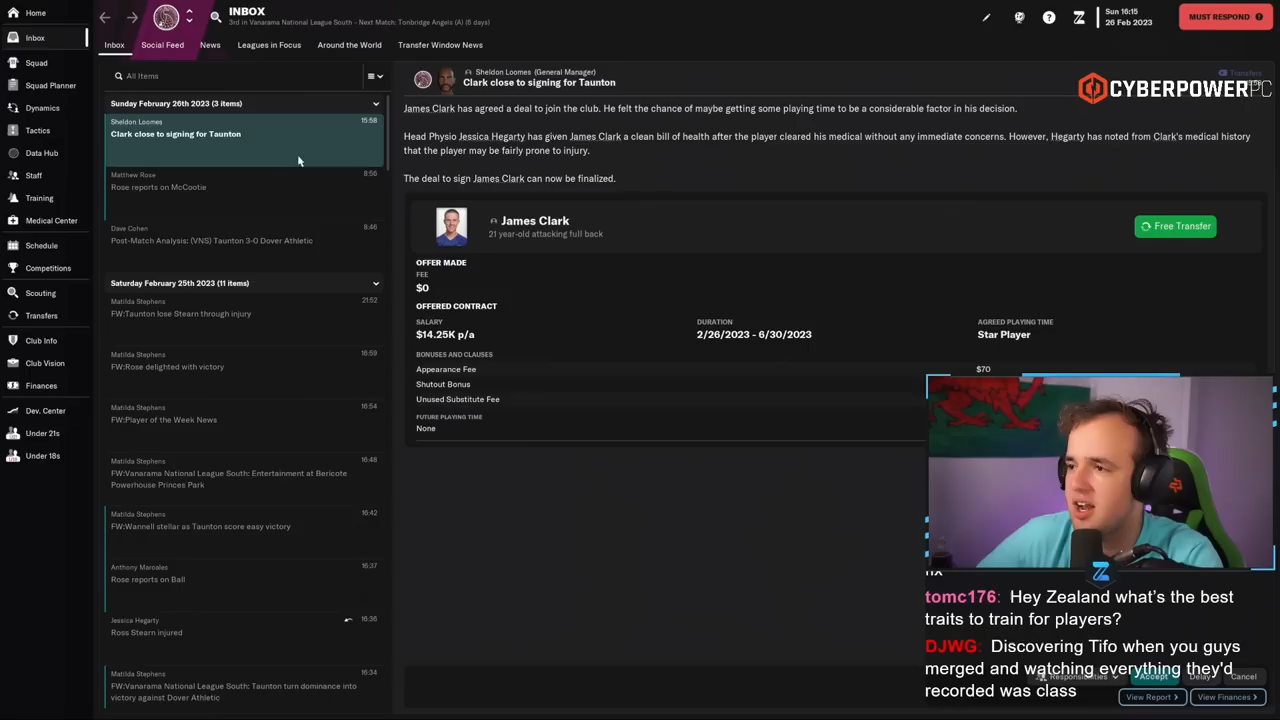 Home
Inbox
Squad
Squad Planner
Dynamics
Tactics
Data Hub
Staff
Training
Medical Center
Schedule
Competitions
Scouting
Transfers
Club Info
Club Vision
Finances
Dev. Center
Under 21s
Under 18s
INBOX
3rd in Vanarama National League South - Next Match: Tonbridge Angels (A) (6 days)
Sun 16:15
26 Feb 2023
MUST RESPOND
Inbox
Social Feed
News
Leagues in Focus
Around the World
Transfer Window News
All Items
Sunday February 26th 2023 (3 items)
Sheldon Loomes 15:58
Clark close to signing for Taunton
Matthew Rose 8:56
Rose reports on McCootie
Dave Cohen 8:46
Post-Match Analysis: (VNS) Taunton 3-0 Dover Athletic
Saturday February 25th 2023 (11 items)
Matilda Stephens 21:52
FW:Taunton lose Stearn through injury
Matilda Stephens 16:59
FW:Rose delighted with victory
Matilda Stephens 16:54
FW:Player of the Week News
Matilda Stephens 16:48
FW:Vanarama National League South: Entertainment at Bericote
Powerhouse Princes Park
Matilda Stephens 16:42
FW:Wannell stellar as Taunton score easy victory
Anthony Maroales 16:37
Rose reports on Ball
Jessica Hegarty 16:36
Ross Stearn injured
Matilda Stephens 16:34
FW:Vanarama National League South: Taunton turn dominance into
victory against Dover Athletic
Sheldon Loomes (General Manager)
Clark close to signing for Taunton
Transfers
CYBERPOWERPC
James Clark has agreed a deal to join the club. He felt the chance of maybe getting some playing time to be a considerable factor in his decision.
Head Physio Jessica Hegarty has given James Clark a clean bill of health after the player cleared his medical without any immediate concerns. However, Hegarty has noted from Clark's medical history
that the player may be fairly prone to injury.
The deal to sign James Clark can now be finalized.
James Clark
21 year-old attacking full back
Free Transfer
OFFER MADE
FEE
$0
OFFERED CONTRACT
SALARY
DURATION
AGREED PLAYING TIME
$14.25K p/a
2/26/2023 - 6/30/2023
Star Player
BONUSES AND CLAUSES
Appearance Fee $70
Shutout Bonus
Unused Substitute Fee
FUTURE PLAYING TIME
None
tomc176: Hey Zealand what's the best
traits to train for players?
DJWG: Discovering Tifo when you guys
merged and watching everything they'd
recorded was class
Responsibilities
Accept
Delay
Cancel
View Report
View Finances